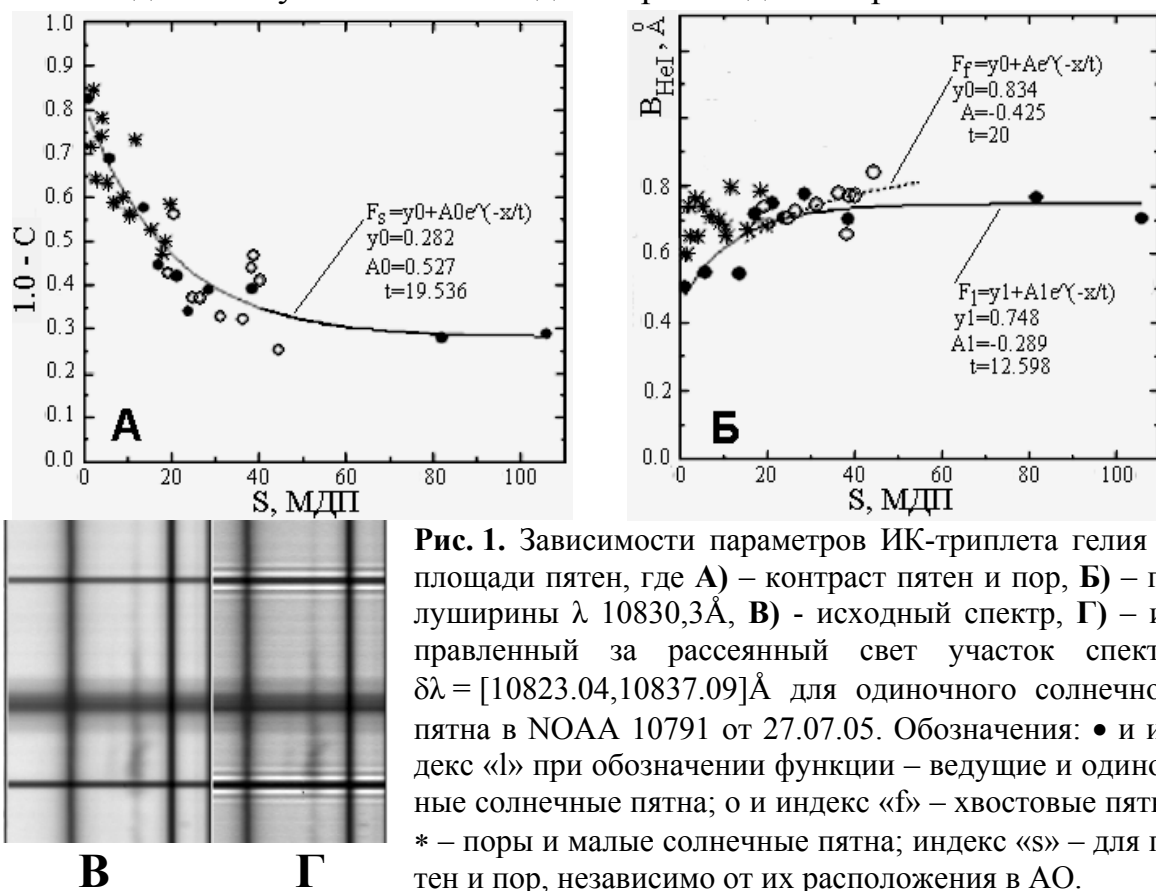 1.0
0.9
0.8
0.7
0.6
0.5
0.4
0.3
0.2
0.1
0.0
1.0 - C
F_s=y0+A0e^(-x/t)
y0=0.282
A0=0.527
t=19.536
А
0 20 40 60 80 100
S, МДП
B_HeI, Å
0.8
0.6
0.4
0.2
0.0
F_f=y0+Ae^(-x/t)
y0=0.834
A=-0.425
t=20
F_l=y1+A1e^(-x/t)
y1=0.748
A1=-0.289
t=12.598
Б
0 20 40 60 80 100
S, МДП
В Г
Рис. 1. Зависимости параметров ИК-триплета гелия
площади пятен, где А) – контраст пятен и пор, Б) – п
луширины λ 10830,3Å, В) - исходный спектр, Г) – и
правленный за рассеянный свет участок спект
δλ = [10823.04,10837.09]Å для одиночного солнечно
пятна в NOAA 10791 от 27.07.05. Обозначения: • и и
декс «l» при обозначении функции – ведущие и одино
ные солнечные пятна; о и индекс «f» – хвостовые пятн
* – поры и малые солнечные пятна; индекс «s» – для п
тен и пор, независимо от их расположения в АО.